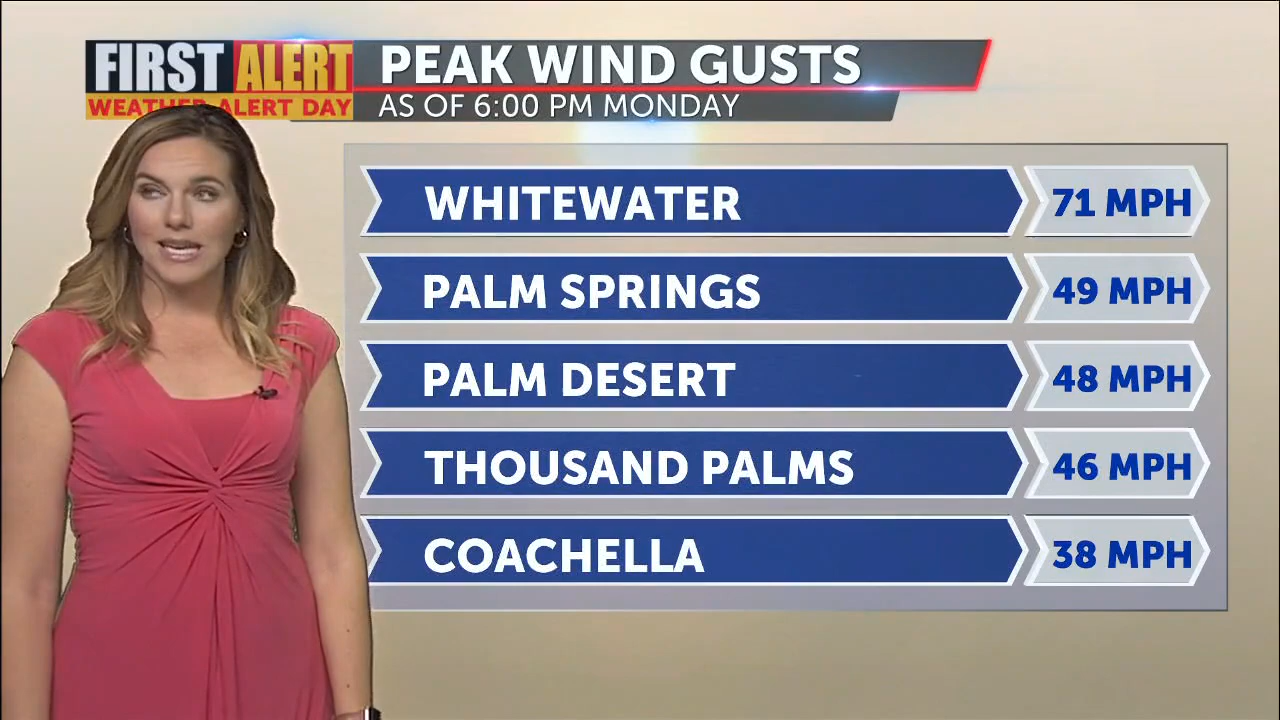 FIRST ALERT
WEATHER ALERT DAY
PEAK WIND GUSTS
AS OF 6:00 PM MONDAY
WHITEWATER 71 MPH
PALM SPRINGS 49 MPH
PALM DESERT 48 MPH
THOUSAND PALMS 46 MPH
COACHELLA 38 MPH